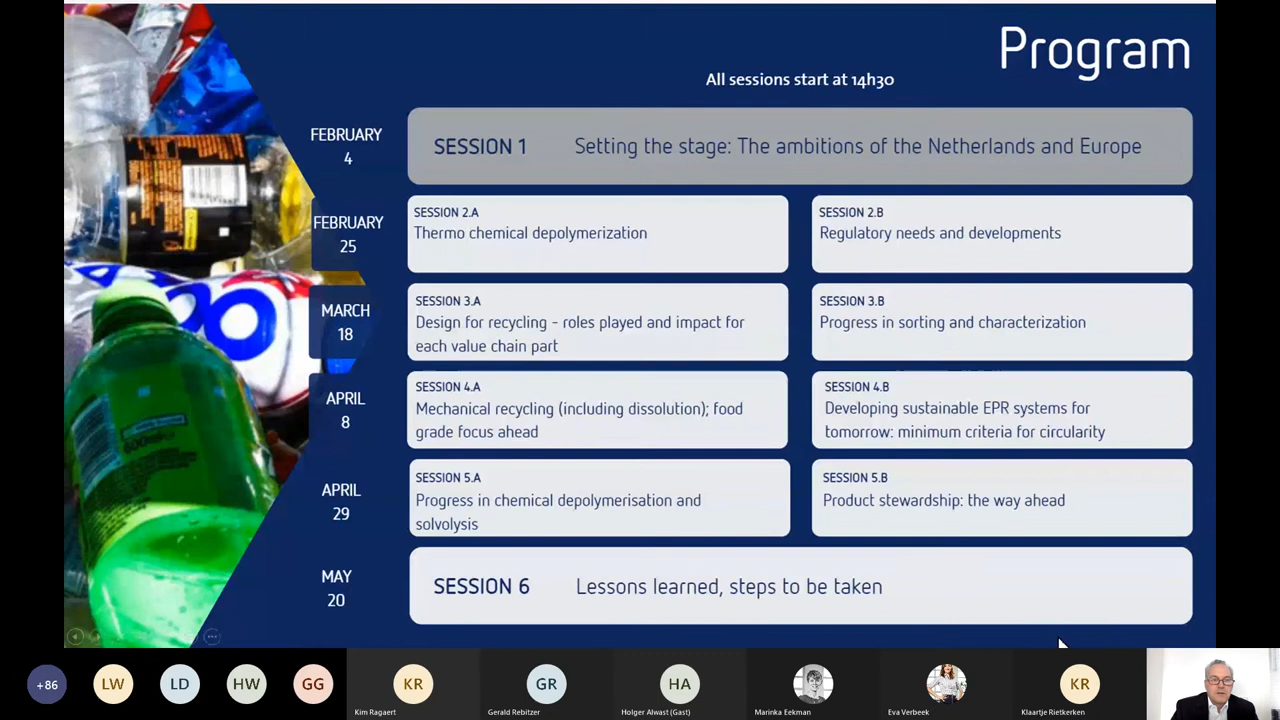 Program
All sessions start at 14h30
FEBRUARY
4
SESSION 1
Setting the stage: The ambitions of the Netherlands and Europe
FEBRUARY
25
SESSION 2.A
Thermo chemical depolymerization
SESSION 2.B
Regulatory needs and developments
MARCH
18
SESSION 3.A
Design for recycling - roles played and impact for
each value chain part
SESSION 3.B
Progress in sorting and characterization
APRIL
8
SESSION 4.A
Mechanical recycling (including dissolution); food
grade focus ahead
SESSION 4.B
Developing sustainable EPR systems for
tomorrow: minimum criteria for circularity
APRIL
29
SESSION 5.A
Progress in chemical depolymerisation and
solvolysis
SESSION 5.B
Product stewardship: the way ahead
MAY
20
SESSION 6
Lessons learned, steps to be taken
+86
LW
LD
HW
GG
KR
Kim Ragaert
GR
Gerald Rebitzer
HA
Holger Alwast (Gast)
Marinka Eekman
Eva Verbeek
KR
Klaartje Rietkerken